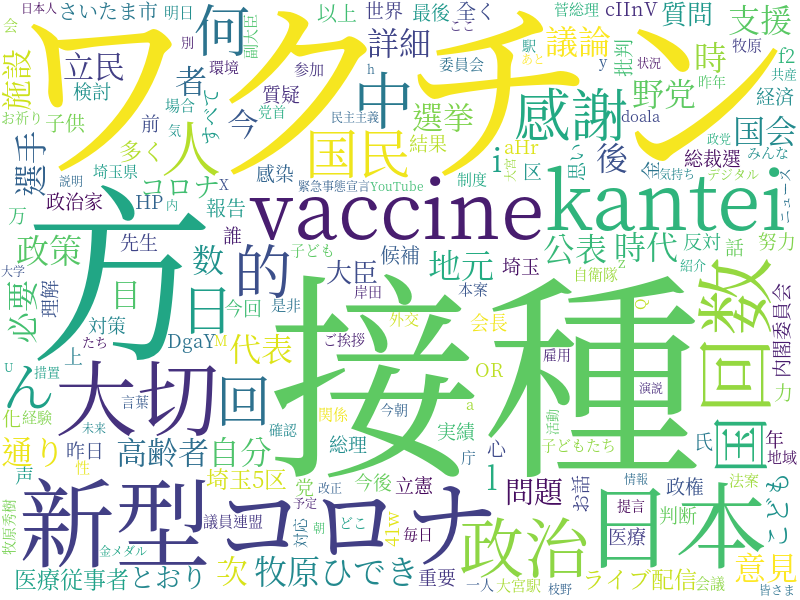 日本人 さいたま市 明日 何 以上 世界 最後 全く 菅総理 cIInV 質問 支援
会 立民 別 副大臣 詳細 ここ 駅 あと 議論 y 批判 状況 牧原 f2
施設 検討 者 環境 参加 h 委員会 時 昨年 共産
ワクチン
お祈り 場合 質疑 中 選挙 感謝 野党 経済
子供 前 気 すべて 党首 民主主義 doala 国会 政党 みんな
選手 多く 人 今 国民 結果 aHr 思い 後 金 総裁選
埼玉県 コロナ x 感染 緊急事態宣言 YouTube 制度 i 区 大宮 気持ち デジタル ニュース
説明 万 政治家 HP 内 報告 vaccine kantei
政策 先生 誰 子ども 候補 公表 時代 反対 話 努力
大学 必要 理解 目 数 日 的 大臣 地元 埼玉 自衛隊 z 紹介
方 接種 回数 国
対策 今回 是非 岸田 本案 Q 内閣委員会
U たち 上 DgaY M 代表 ご挨拶 外交 会長 雇用 演説 力
ん 措置 大切 回 OR 活動 こども
化 経験 言葉 関係 今朝 a 実績 子どもたち 氏 年 地域
未来 確認 総理 庁 心
通り 昨日 高齢者 自分 l お話 情報 政権 法案
声 性 埼玉5区 党 今後 立憲 問題 判断
新型コロナ 政治 日本
牧原秀樹 議員連盟 予定 改正 41w 提言 医療
金メダル 朝 対応 どこ 毎日
医療従事者 とおり 次 牧原ひでき 重要 一人 大宮駅 枝野 ライブ配信 会議 意見 皆さま